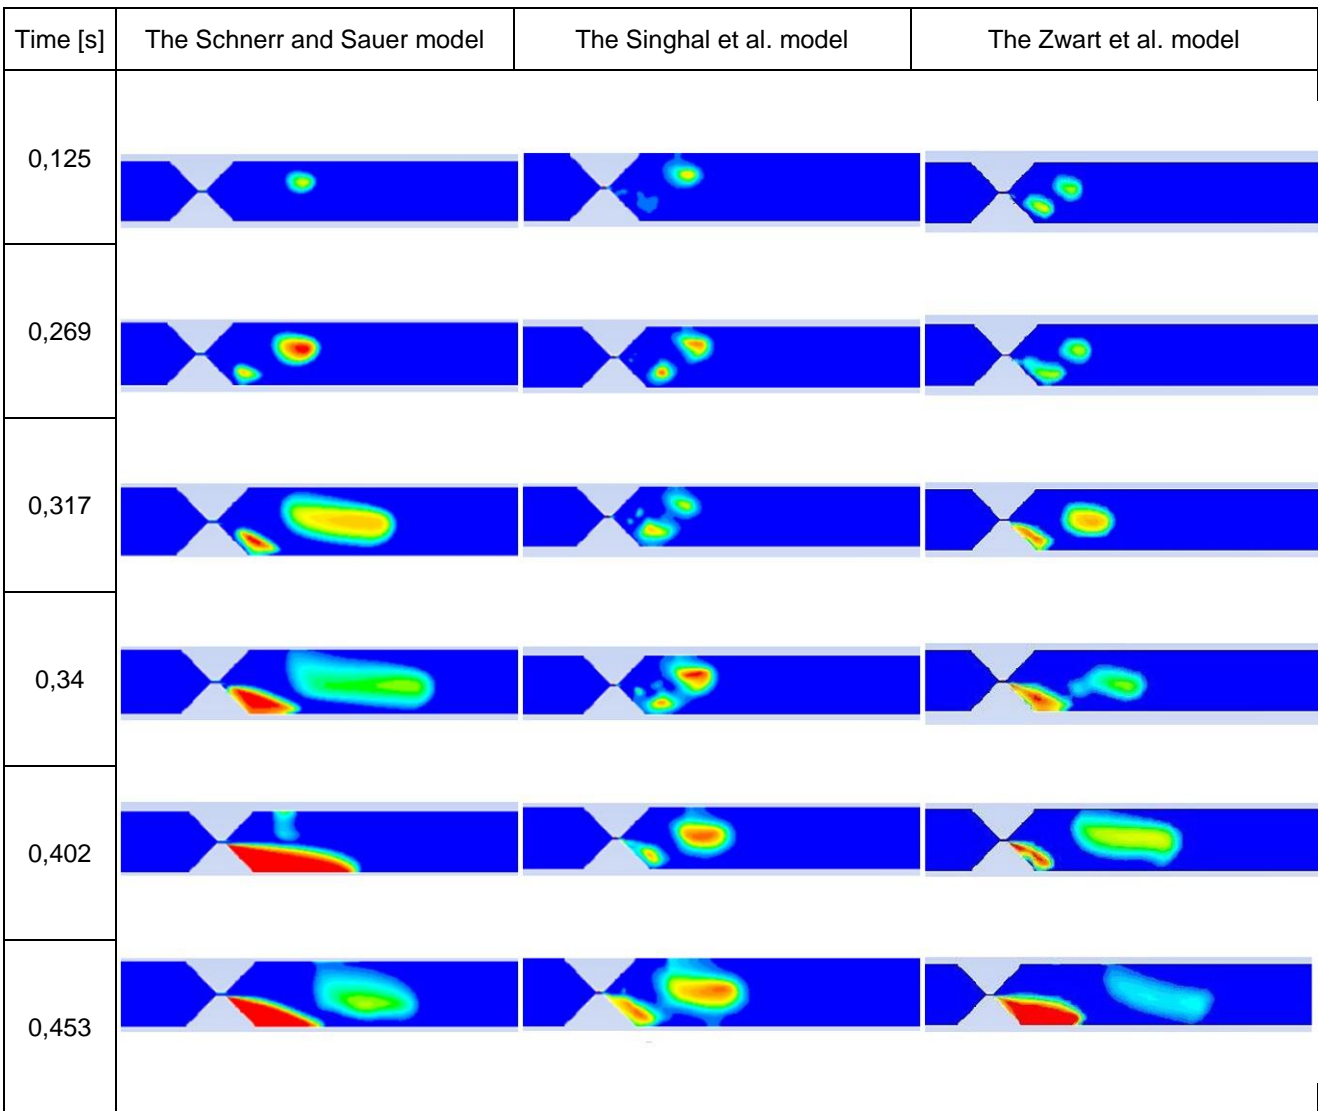 Time [s]
The Schnerr and Sauer model
The Singhal et al. model
The Zwart et al. model
0,125
0,269
0,317
0,34
0,402
0,453